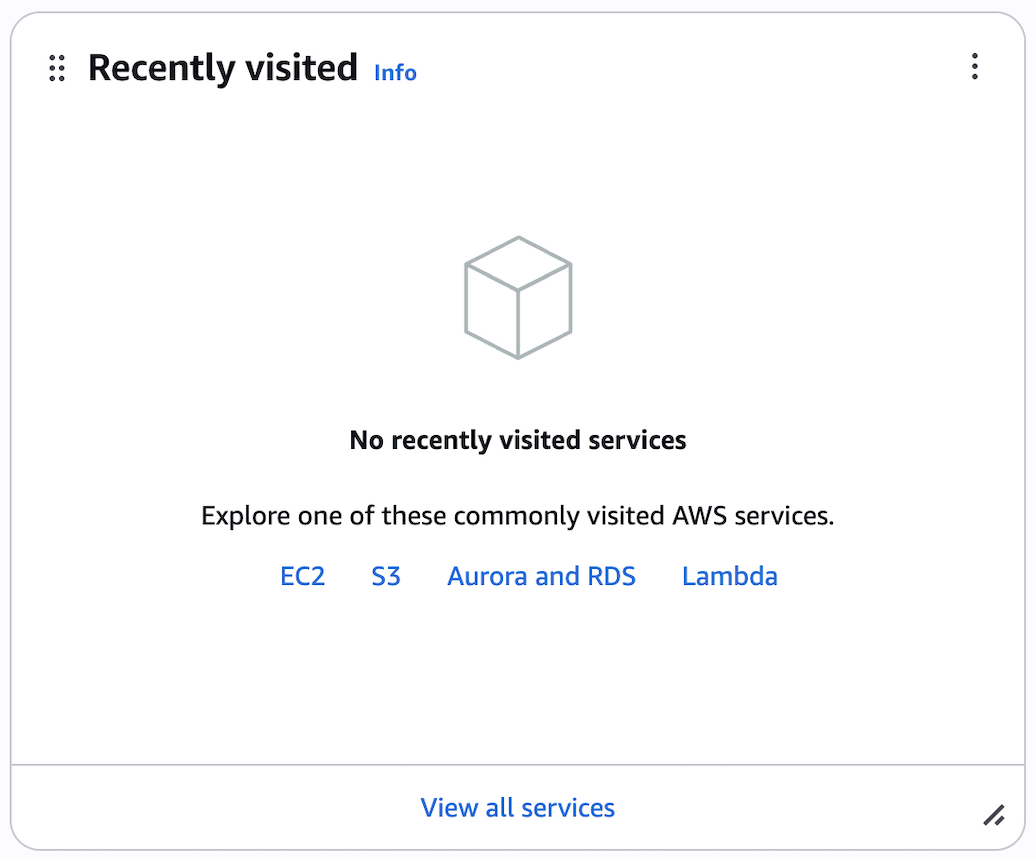 Recently visited Info
No recently visited services
Explore one of these commonly visited AWS services.
EC2 S3 Aurora and RDS Lambda
View all services